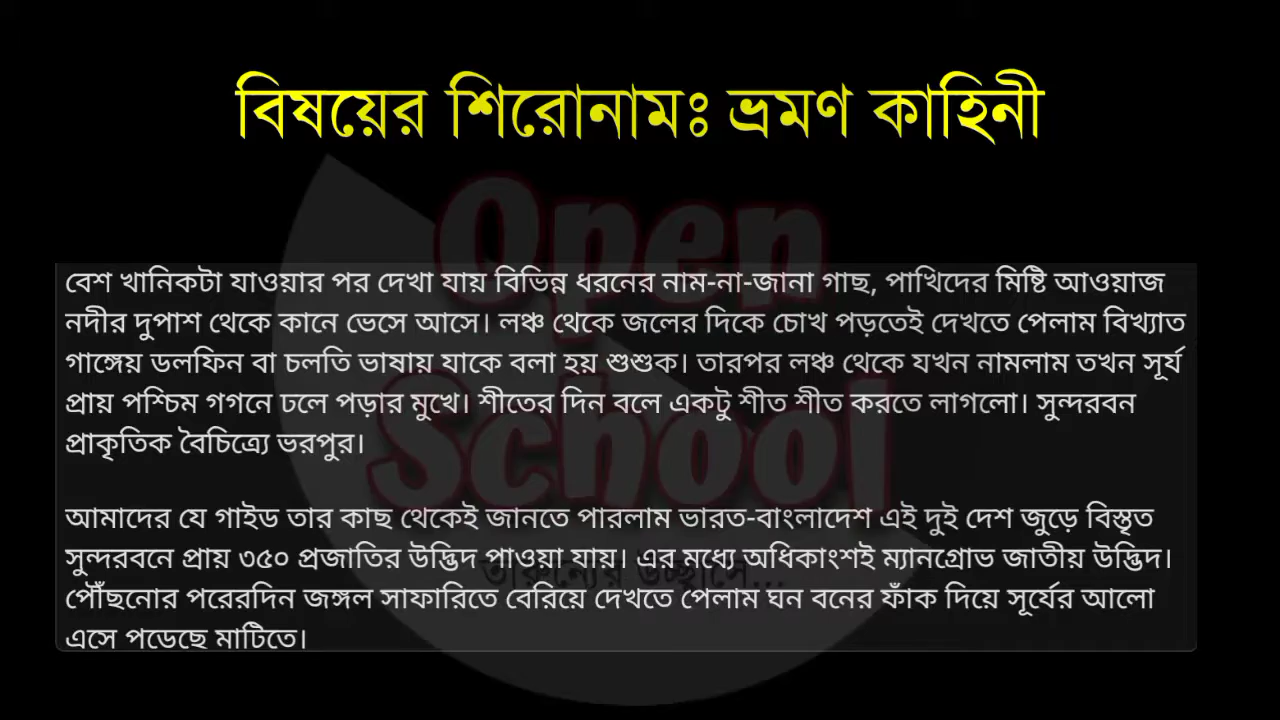 বিষয়ের শিরোনামঃ ভ্রমণ কাহিনী
Open
School
বেশ খানিকটা যাওয়ার পর দেখা যায় বিভিন্ন ধরনের নাম-না-জানা গাছ, পাখিদের মিষ্টি আওয়াজ
নদীর দুপাশ থেকে কানে ভেসে আসে। লঞ্চ থেকে জলের দিকে চোখ পড়তেই দেখতে পেলাম বিখ্যাত
গাঙ্গেয় ডলফিন বা চলতি ভাষায় যাকে বলা হয় শুশুক। তারপর লঞ্চ থেকে যখন নামলাম তখন সূর্য
প্রায় পশ্চিম গগনে ঢলে পড়ার মুখে। শীতের দিন বলে একটু শীত শীত করতে লাগলো। সুন্দরবন
প্রাকৃতিক বৈচিত্র্যে ভরপুর।
আমাদের যে গাইড তার কাছ থেকেই জানতে পারলাম ভারত-বাংলাদেশ এই দুই দেশ জুড়ে বিস্তৃত
সুন্দরবনে প্রায় ৩৫০ প্রজাতির উদ্ভিদ পাওয়া যায়। এর মধ্যে অধিকাংশই ম্যানগ্রোভ জাতীয় উদ্ভিদ।
তারুন্যের উচ্ছাসে...
পৌঁছনোর পরেরদিন জঙ্গল সাফারিতে বেরিয়ে দেখতে পেলাম ঘন বনের ফাঁক দিয়ে সূর্যের আলো
এসে পড়েছে মাটিতে।